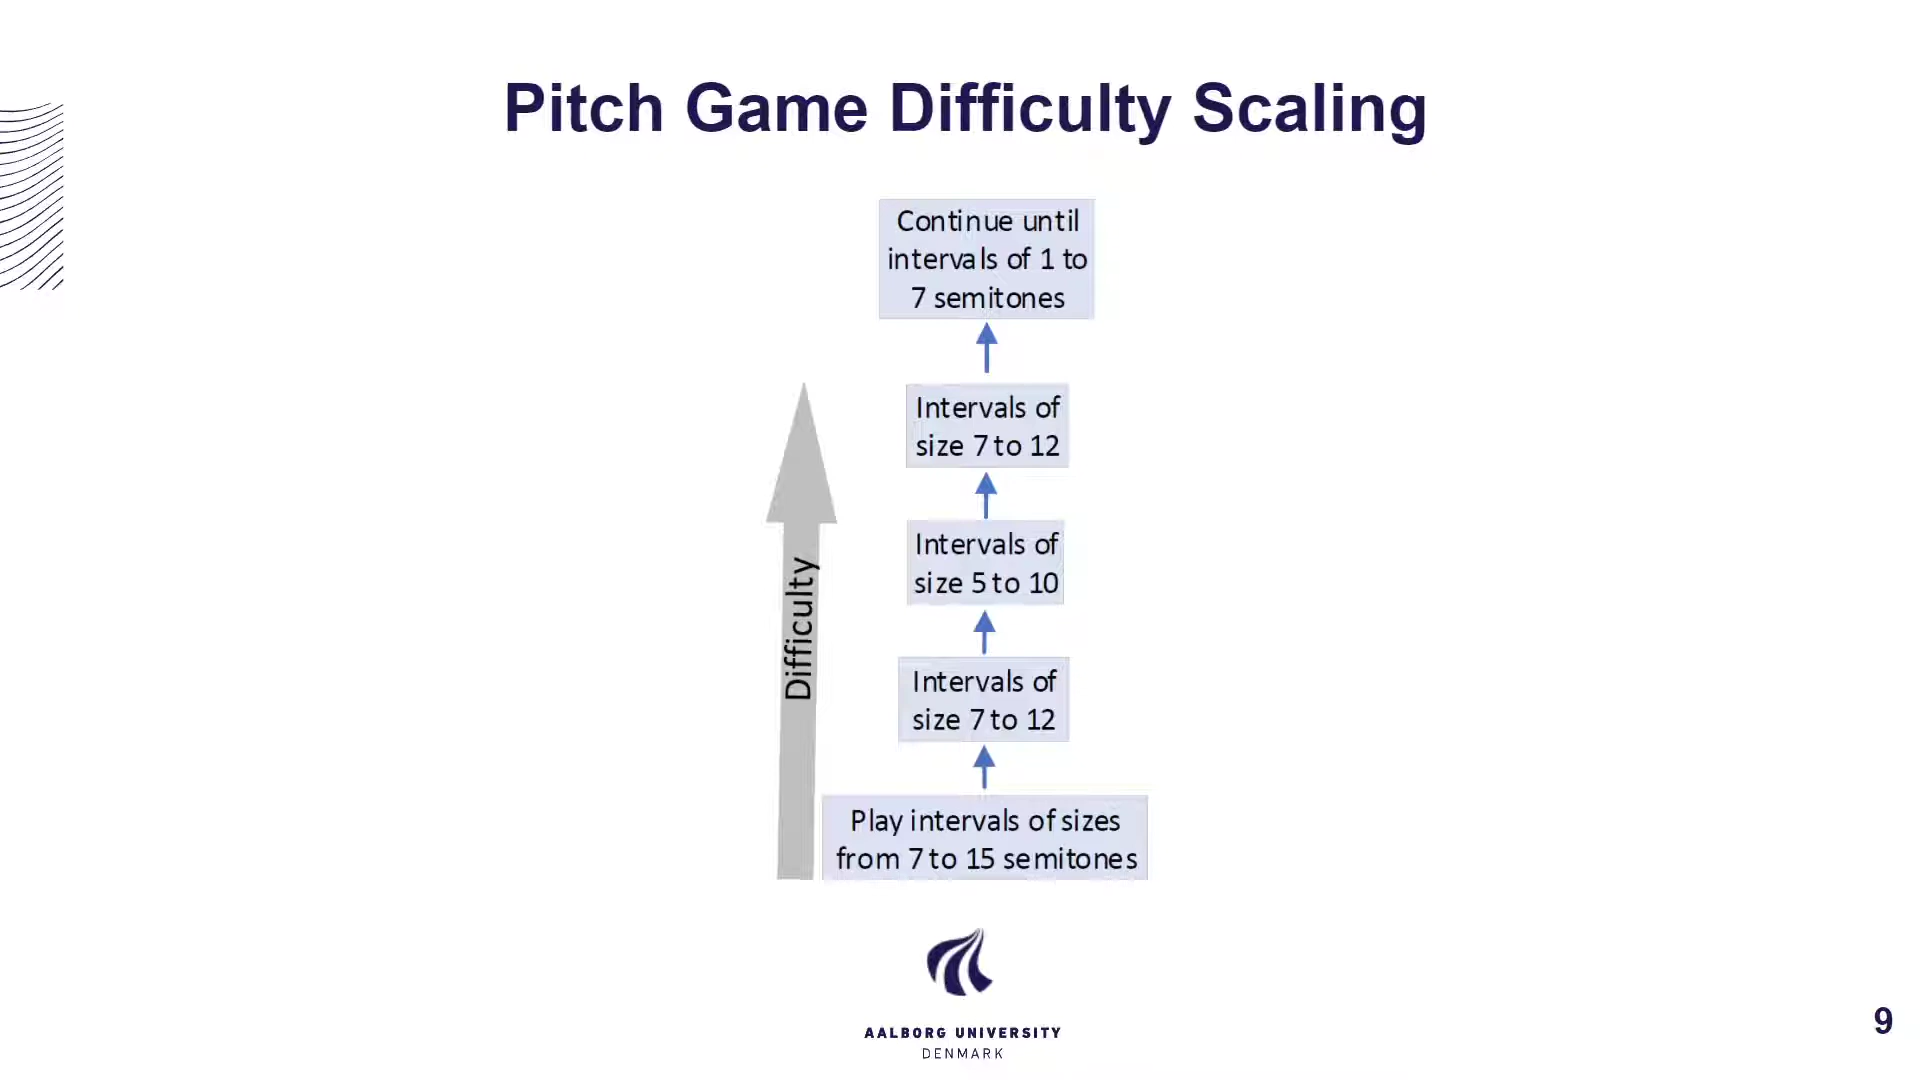 Pitch Game Difficulty Scaling
Continue until
intervals of 1 to
7 semitones
Intervals of
size 7 to 12
Intervals of
size 5 to 10
Difficulty
Intervals of
size 7 to 12
Play intervals of sizes
from 7 to 15 semitones
AALBORG UNIVERSITY
DENMARK
9